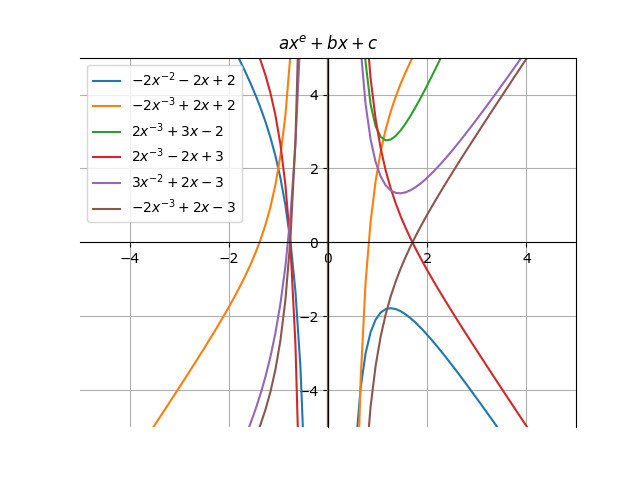 $ax^e + bx + c$
$-2x^{-2} - 2x + 2$
$-2x^{-3} + 2x + 2$
$2x^{-3} + 3x - 2$
$2x^{-3} - 2x + 3$
$3x^{-2} + 2x - 3$
$-2x^{-3} + 2x - 3$
4
2
0
−2
−4
−4 −2 0 2 4